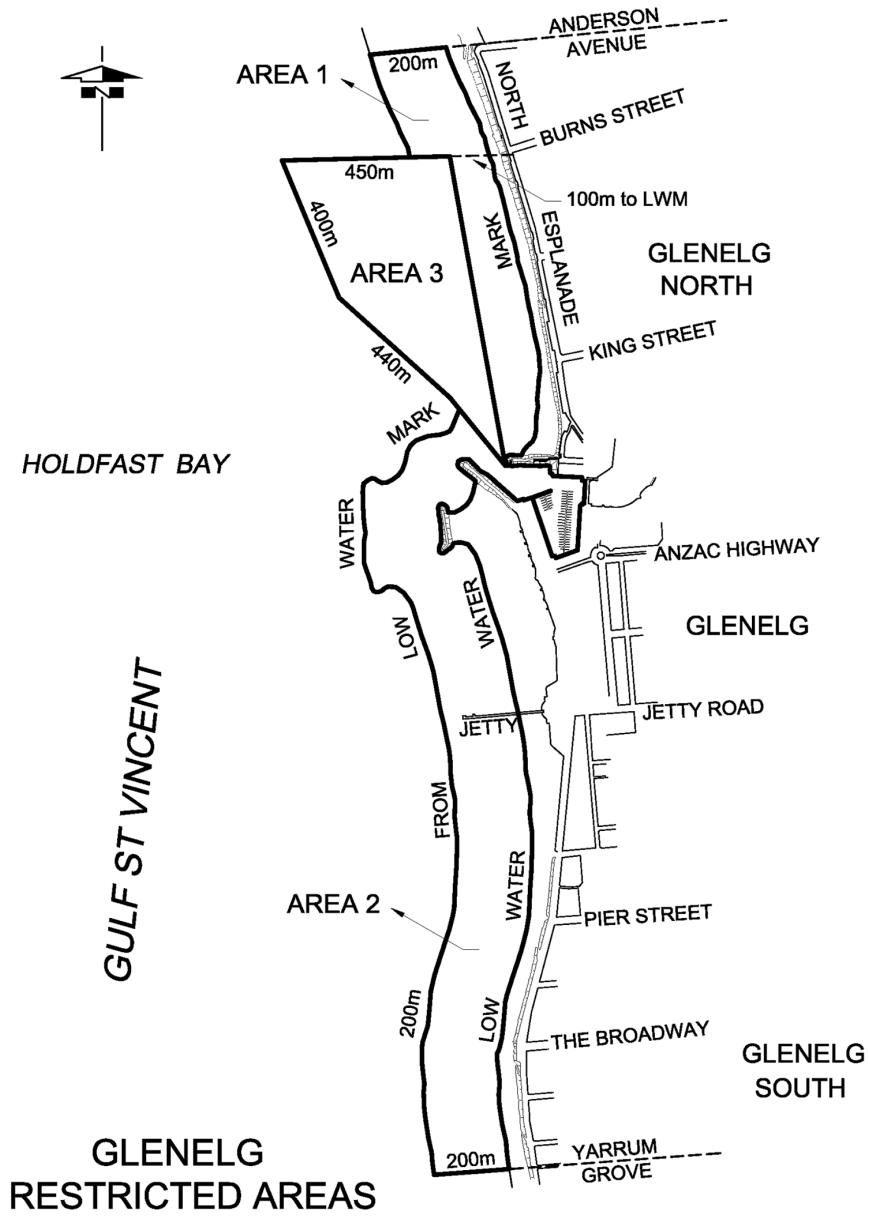 ANDERSON
AVENUE
200m
AREA 1
NORTH
BURNS STREET
N
450m
100m to LWM
400m
MARK
ESPLANADE
AREA 3
GLENELG
NORTH
KING STREET
440m
MARK
HOLDFAST BAY
WATER
ANZAC HIGHWAY
WATER
LOW
GLENELG
JETTY ROAD
JETTY
GULF ST VINCENT
FROM
WATER
AREA 2
PIER STREET
200m
LOW
THE BROADWAY
GLENELG
SOUTH
200m
YARRUM
GROVE
GLENELG
RESTRICTED AREAS